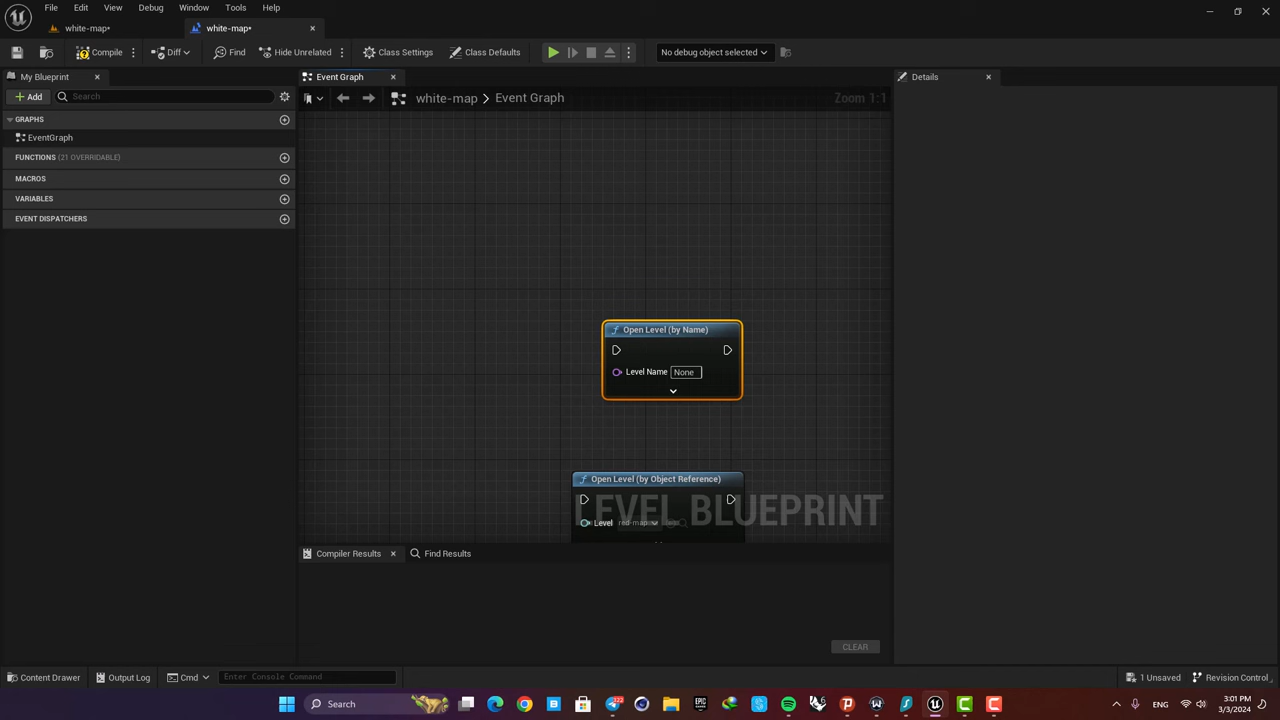 File Edit View Debug Window Tools Help
white-map*
white-map*
Compile
Diff
Find
Hide Unrelated
Class Settings
Class Defaults
No debug object selected
My Blueprint
Event Graph
Details
Add
Search
white-map > Event Graph
Zoom 1:1
GRAPHS
EventGraph
FUNCTIONS (21 OVERRIDABLE)
MACROS
VARIABLES
EVENT DISPATCHERS
Open Level (by Name)
Level Name None
Open Level (by Object Reference)
LEVEL BLUEPRINT
Level red-map
Compiler Results
Find Results
CLEAR
Content Drawer
Output Log
Cmd
Enter Console Command
1 Unsaved
Revision Control
Search
ENG
3:01 PM
3/3/2024